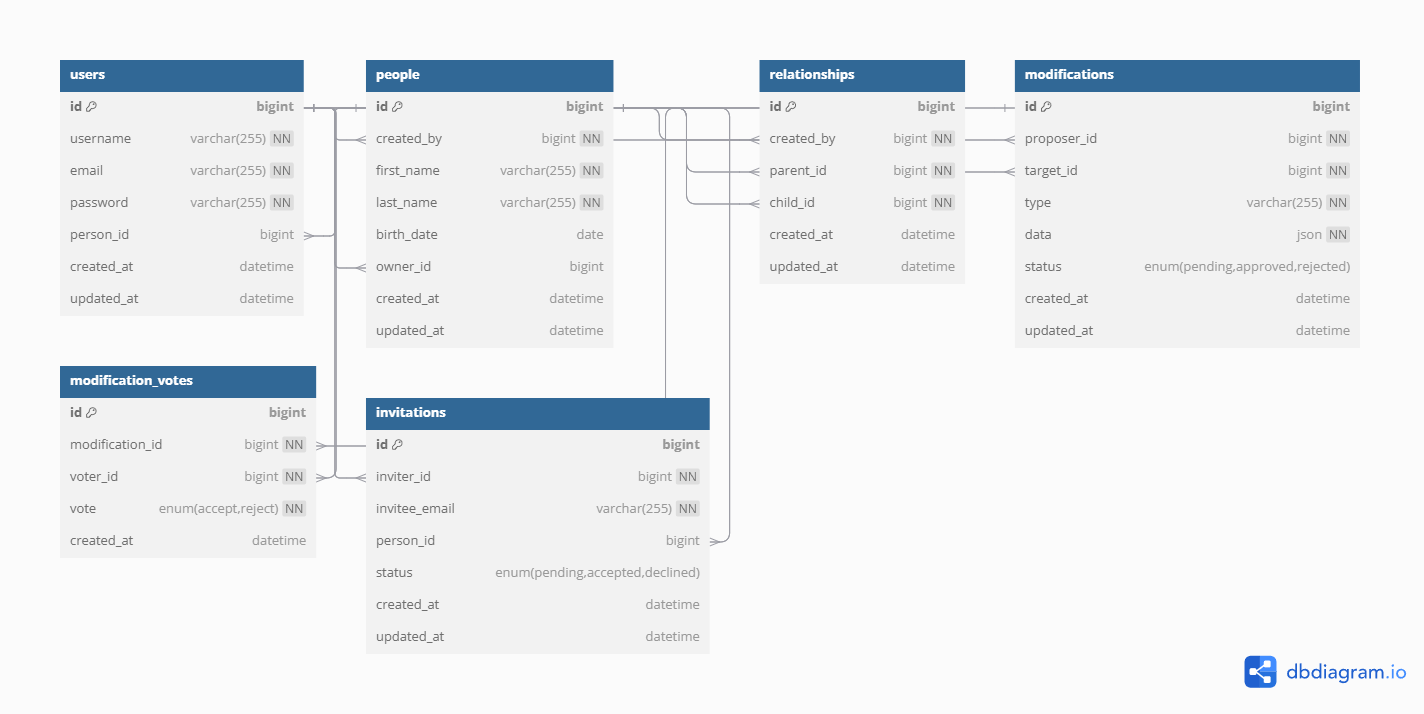 users
id bigint
username varchar(255) NN
email varchar(255) NN
password varchar(255) NN
person_id bigint
created_at datetime
updated_at datetime
people
id bigint
created_by bigint NN
first_name varchar(255) NN
last_name varchar(255) NN
birth_date date
owner_id bigint
created_at datetime
updated_at datetime
relationships
id bigint
created_by bigint NN
parent_id bigint NN
child_id bigint NN
created_at datetime
updated_at datetime
modifications
id bigint
proposer_id bigint NN
target_id bigint NN
type varchar(255) NN
data json NN
status enum(pending,approved,rejected)
created_at datetime
updated_at datetime
modification_votes
id bigint
modification_id bigint NN
voter_id bigint NN
vote enum(accept,reject) NN
created_at datetime
invitations
id bigint
inviter_id bigint NN
invitee_email varchar(255) NN
person_id bigint
status enum(pending,accepted,declined)
created_at datetime
updated_at datetime
dbdiagram.io